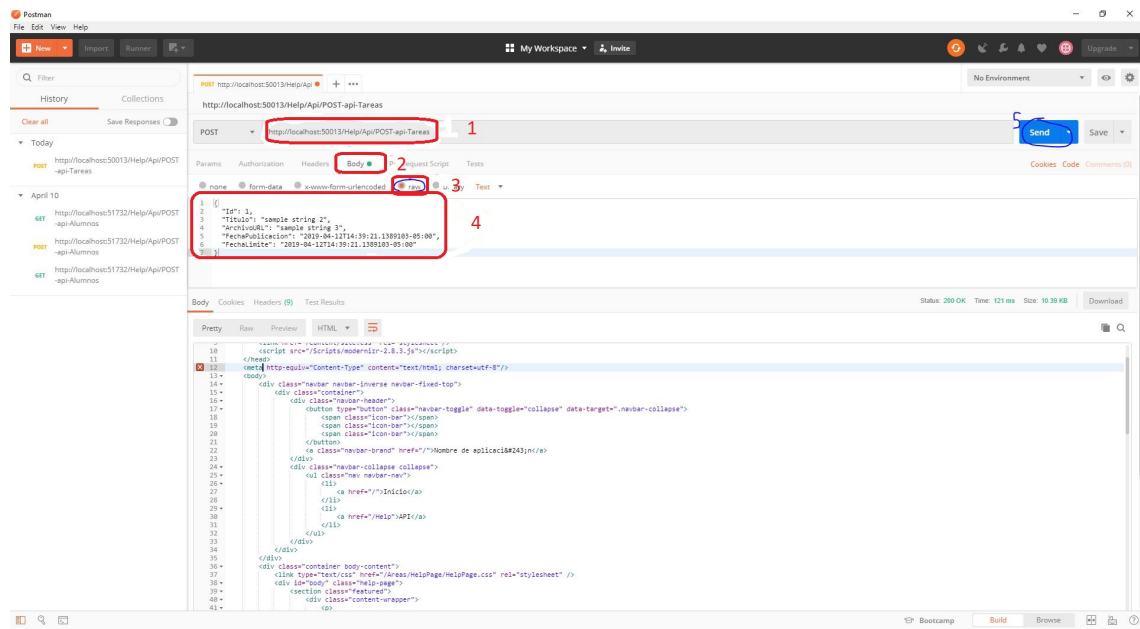 Postman
File Edit View Help
New Import Runner My Workspace Invite Upgrade
Filter
History Collections
Clear all Save Responses
Today
POST http://localhost:50013/Help/Api/POST
-api-Tareas
April 10
GET http://localhost:51732/Help/Api/POST
-api-Alumnos
POST http://localhost:51732/Help/Api/POST
-api-Alumnos
GET http://localhost:51732/Help/Api/POST
-api-Alumnos
POST http://localhost:50013/Help/Api + •••
No Environment
http://localhost:50013/Help/Api/POST-api-Tareas
POST http://localhost:50013/Help/Api/POST-api-Tareas 1 5 Send Save
Params Authorization Headers Body 2 Request Script Tests Cookies Code Comments (0)
none form-data x-www-form-urlencoded raw 3 Text
1 {
2 "Id": 1,
3 "Titulo": "sample string 2",
4 "ArchivoURL": "sample string 3",
5 "FechaPublicacion": "2019-04-12T14:39:21.1389103-05:00",
6 "FechaLimite": "2019-04-12T14:39:21.1389103-05:00"
7 }
4
Body Cookies Headers (9) Test Results Status: 200 OK Time: 121 ms Size: 10.39 KB Download
Pretty Raw Preview HTML
10 <script src="/Scripts/modernizr-2.8.3.js"></script>
11 </head>
12 <meta http-equiv="Content-Type" content="text/html; charset=utf-8"/>
13 <body>
14 <div class="navbar navbar-inverse navbar-fixed-top">
15 <div class="container">
16 <div class="navbar-header">
17 <button type="button" class="navbar-toggle" data-toggle="collapse" data-target=".navbar-collapse">
18 <span class="icon-bar"></span>
19 <span class="icon-bar"></span>
20 <span class="icon-bar"></span>
21 </button>
22 <a class="navbar-brand" href="/">Nombre de aplicaci&#243;n</a>
23 </div>
24 <div class="navbar-collapse collapse">
25 <ul class="nav navbar-nav">
26 <li>
27 <a href="/">Inicio</a>
28 </li>
29 <li>
30 <a href="/Help">API</a>
31 </li>
32 </ul>
33 </div>
34 </div>
35 </div>
36 <div class="container body-content">
37 <link type="text/css" href="/Areas/HelpPage/HelpPage.css" rel="stylesheet" />
38 <div id="body" class="help-page">
39 <section class="featured">
40 <div class="content-wrapper">
41 <p>
Bootcamp Build Browse